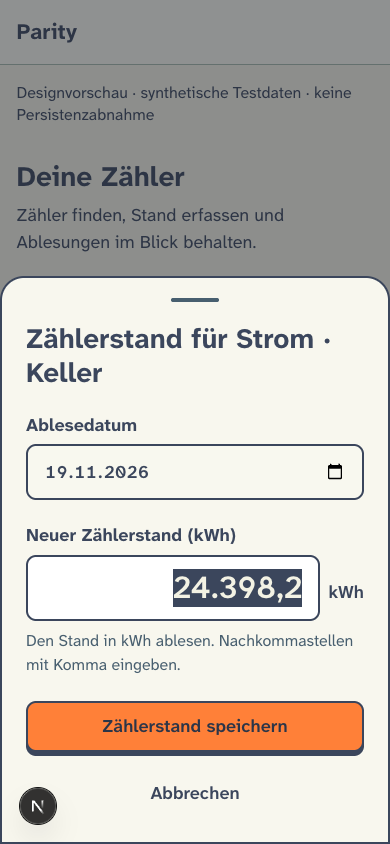 Parity
Designvorschau · synthetische Testdaten · keine
Persistenzabnahme
Deine Zähler
Zähler finden, Stand erfassen und
Ablesungen im Blick behalten.
Zählerstand für Strom ·
Keller
Ablesedatum
19.11.2026
Neuer Zählerstand (kWh)
24.398,2
kWh
Den Stand in kWh ablesen. Nachkommastellen
mit Komma eingeben.
Zählerstand speichern
Abbrechen
N